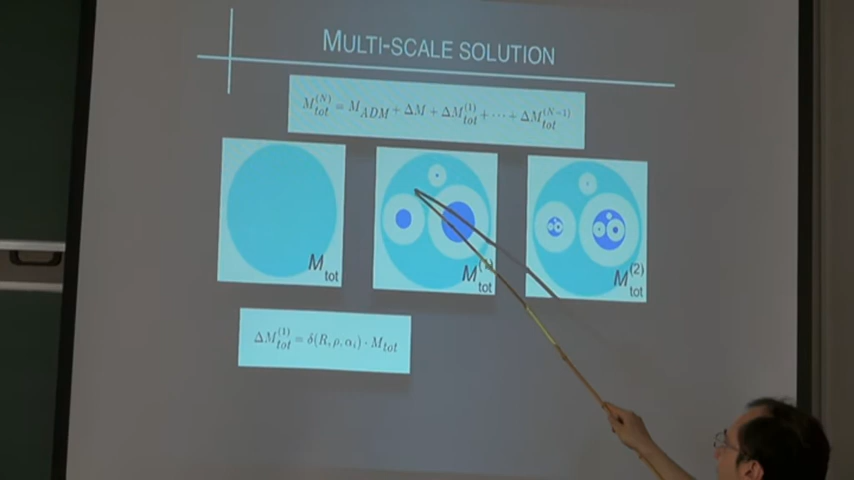 MULTI-SCALE SOLUTION
M_{tot}^{(N)} = M_{ADM} + ΔM + ΔM_{tot}^{(1)} + ··· + ΔM_{tot}^{(N-1)}
M_{tot} M_{tot}^{(1)} M_{tot}^{(2)}
ΔM_{tot}^{(1)} = δ(R, ρ, α_i) · M_{tot}